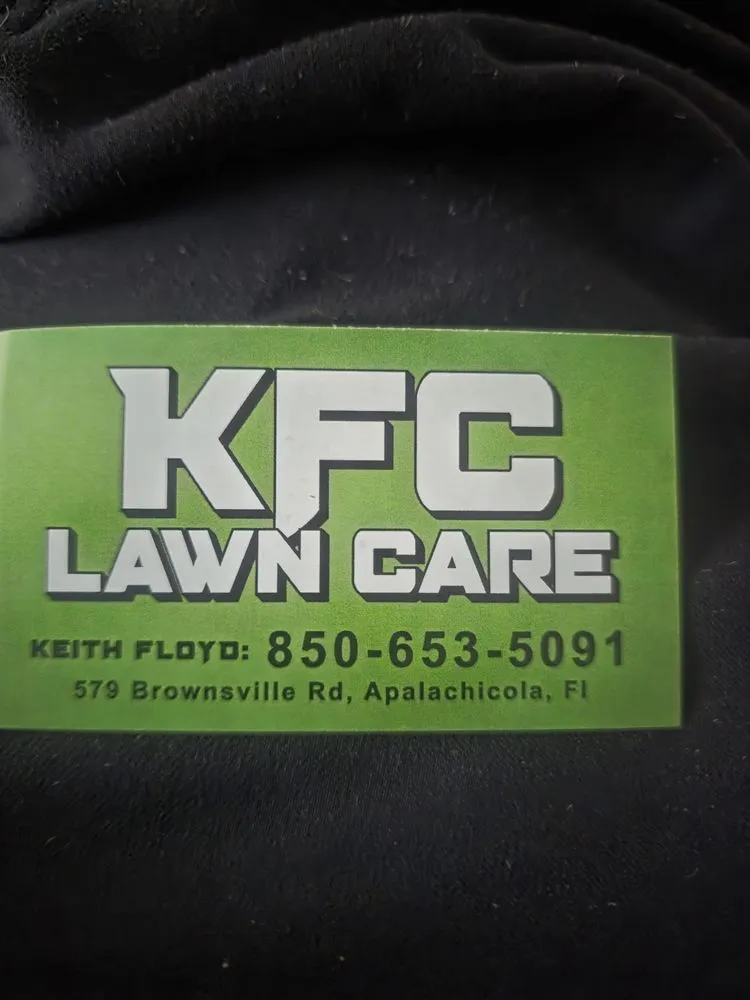 KFC
LAWN CARE
KEITH FLOYD: 850-653-5091
579 Brownsville Rd, Apalachicola, Fl